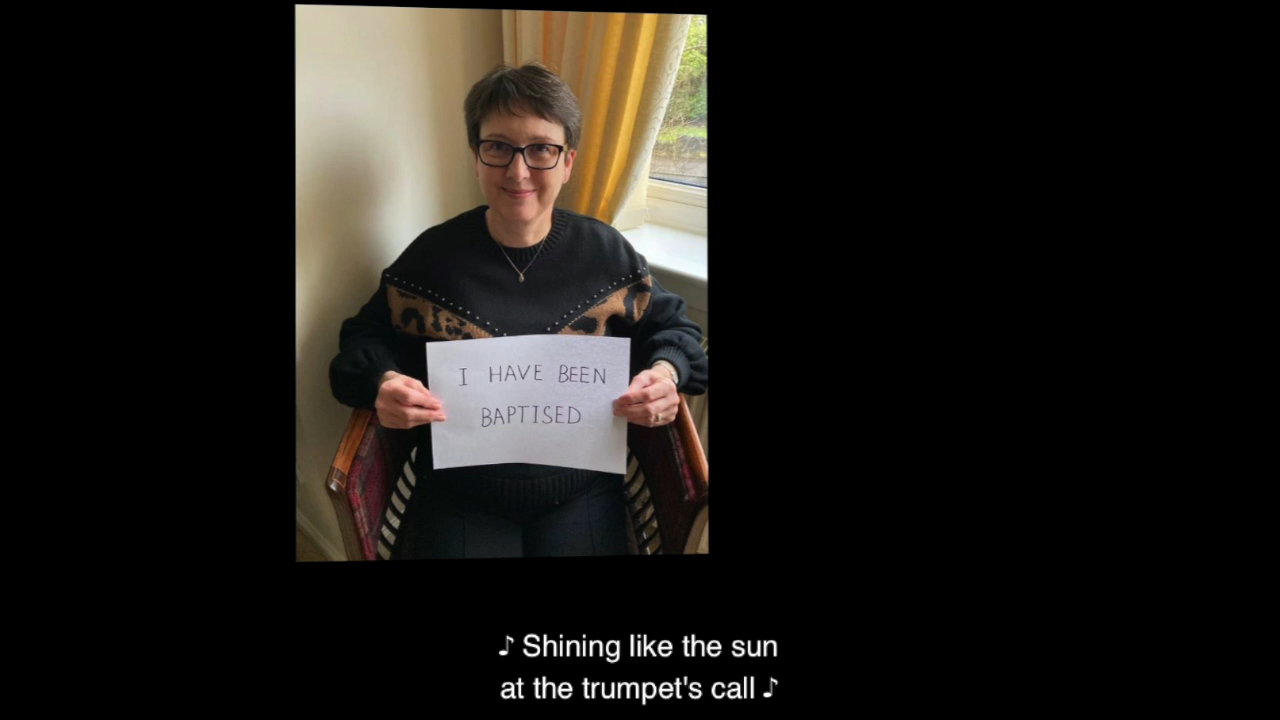 I HAVE BEEN
BAPTISED
♪ Shining like the sun
at the trumpet's call ♪